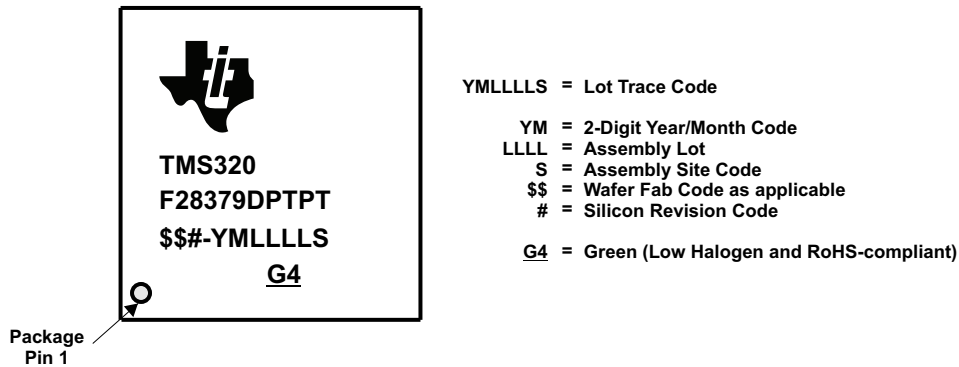 TMS320
F28379DPTPT
$$#-YMLLLLS
G4
Package
Pin 1
YMLLLLS = Lot Trace Code
YM = 2-Digit Year/Month Code
LLLL = Assembly Lot
S = Assembly Site Code
$$ = Wafer Fab Code as applicable
# = Silicon Revision Code
G4 = Green (Low Halogen and RoHS-compliant)